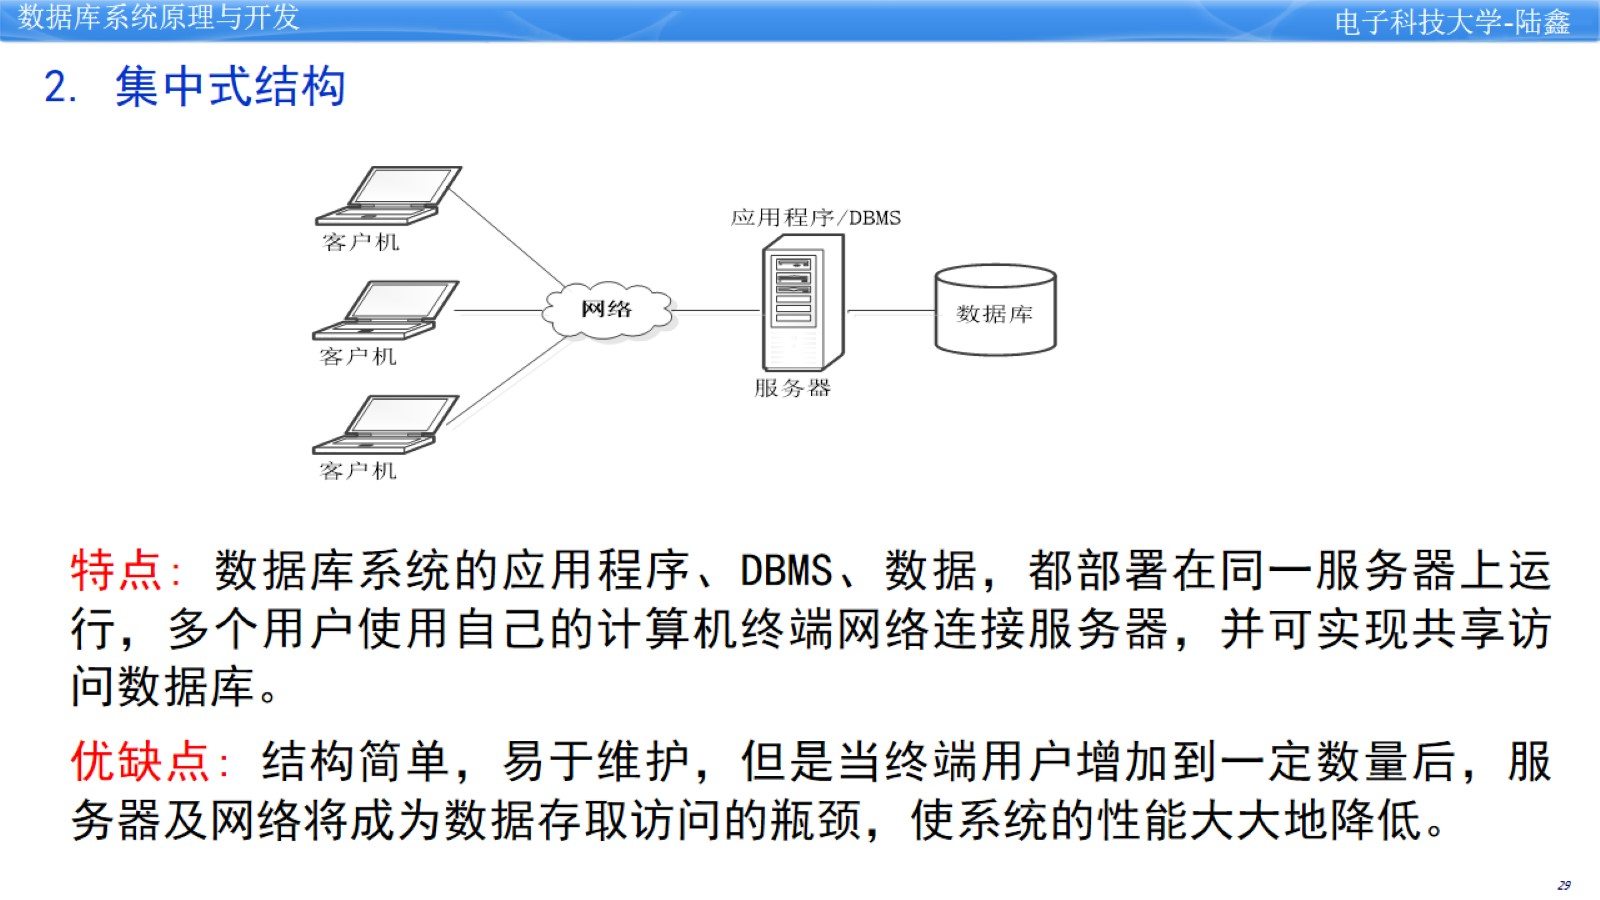 数据库系统原理与开发
电子科技大学-陆鑫
2. 集中式结构
客户机
应用程序/DBMS
网络
数据库
客户机
服务器
客户机
特点：数据库系统的应用程序、DBMS、数据，都部署在同一服务器上运
行，多个用户使用自己的计算机终端网络连接服务器，并可实现共享访
问数据库。
优缺点：结构简单，易于维护，但是当终端用户增加到一定数量后，服
务器及网络将成为数据存取访问的瓶颈，使系统的性能大大地降低。
29